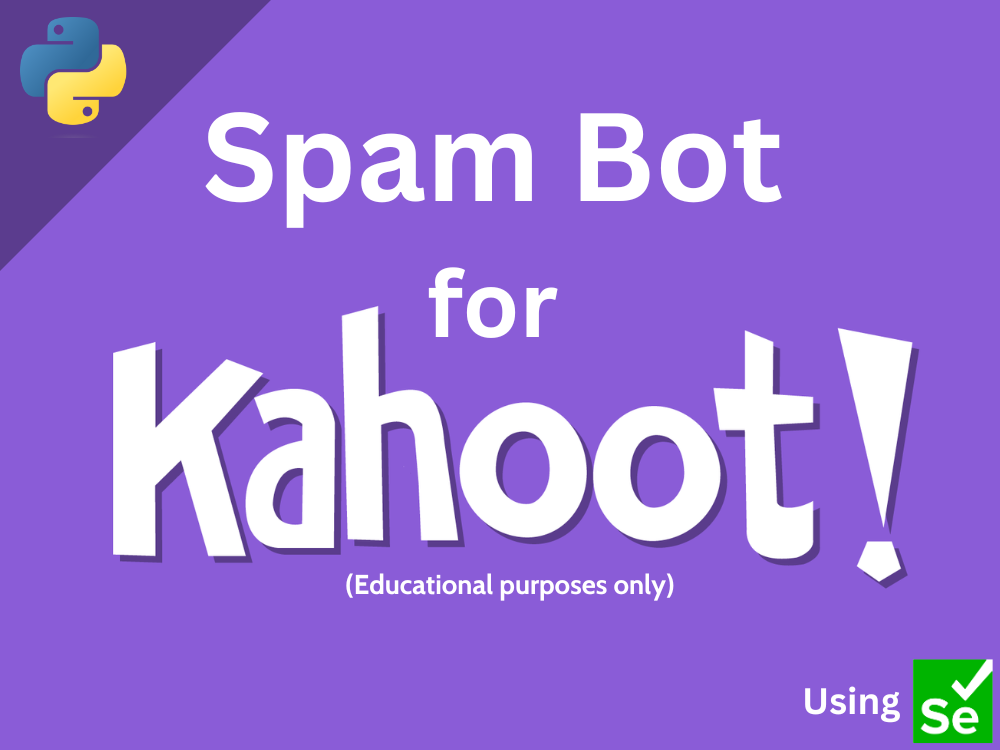 Spam Bot
for
Kahoot!
(Educational purposes only)
Using
Se